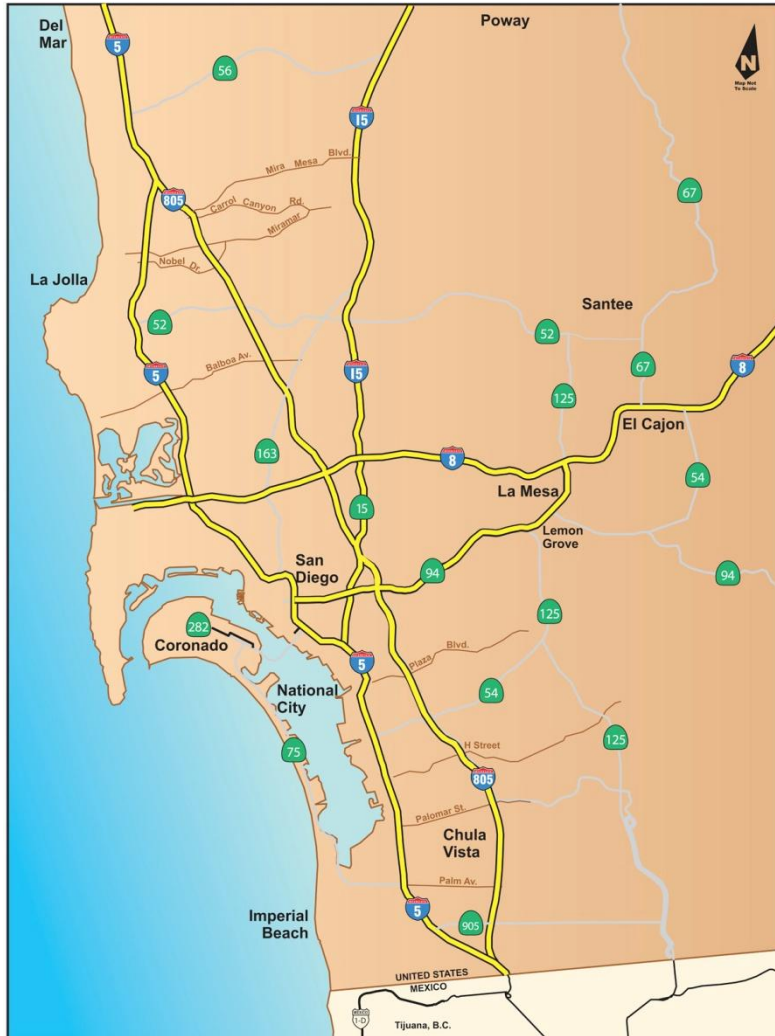 Del
Mar
Poway
5
56
15
N
Map Not
To Scale
Mira Mesa Blvd.
805
Carrol Canyon Rd.
67
Miramar
Nobel Dr.
La Jolla
Santee
52
52
67
8
5
Balboa Av.
15
125
El Cajon
163
8
La Mesa
54
15
Lemon
Grove
San
Diego
94
94
282
Coronado
125
5
Plaza Blvd.
National
City
54
75
H Street
125
805
Palomar St.
Chula
Vista
Palm Av.
5
Imperial
Beach
905
UNITED STATES
MEXICO
MEXICO
1-D
Tijuana, B.C.